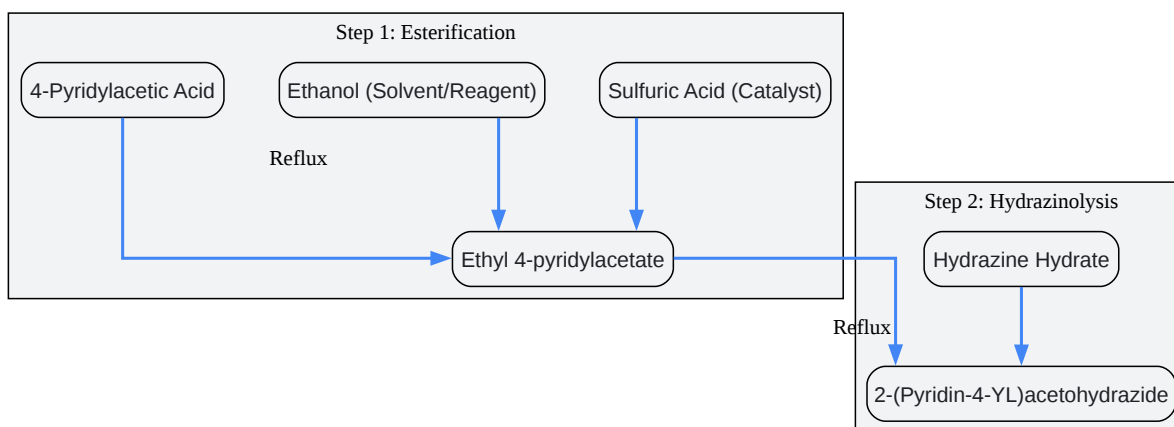 Step 1: Esterification
4-Pyridylacetic Acid
Ethanol (Solvent/Reagent)
Sulfuric Acid (Catalyst)
Reflux
Ethyl 4-pyridylacetate
Step 2: Hydrazinolysis
Hydrazine Hydrate
Reflux
2-(Pyridin-4-YL)acetohydrazide